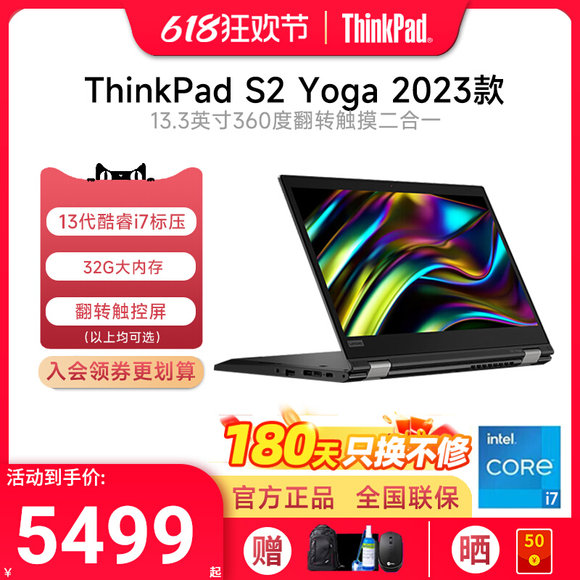 618狂欢节 ThinkPad®
ThinkPad S2 Yoga 2023款
13.3英寸360度翻转触摸二合一
13代酷睿i7标压
32G大内存
翻转触控屏
(以上均可选)
入会领券更划算
180天只换不修
官方正品 全国联保
intel
CORE
i7
活动到手价:
¥5499起
赠
晒
50
¥